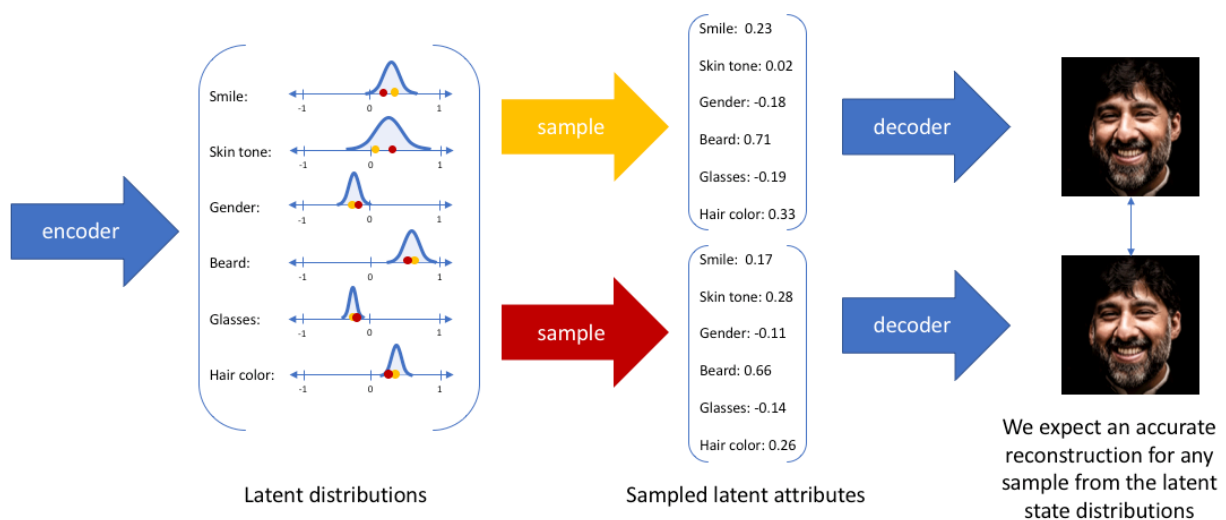 encoder
Smile:
-1 0 1
Skin tone:
-1 0 1
Gender:
-1 0 1
Beard:
-1 0 1
Glasses:
-1 0 1
Hair color:
-1 0 1
Latent distributions
sample
sample
Smile: 0.23
Skin tone: 0.02
Gender: -0.18
Beard: 0.71
Glasses: -0.19
Hair color: 0.33
Smile: 0.17
Skin tone: 0.28
Gender: -0.11
Beard: 0.66
Glasses: -0.14
Hair color: 0.26
Sampled latent attributes
decoder
decoder
We expect an accurate
reconstruction for any
sample from the latent
state distributions